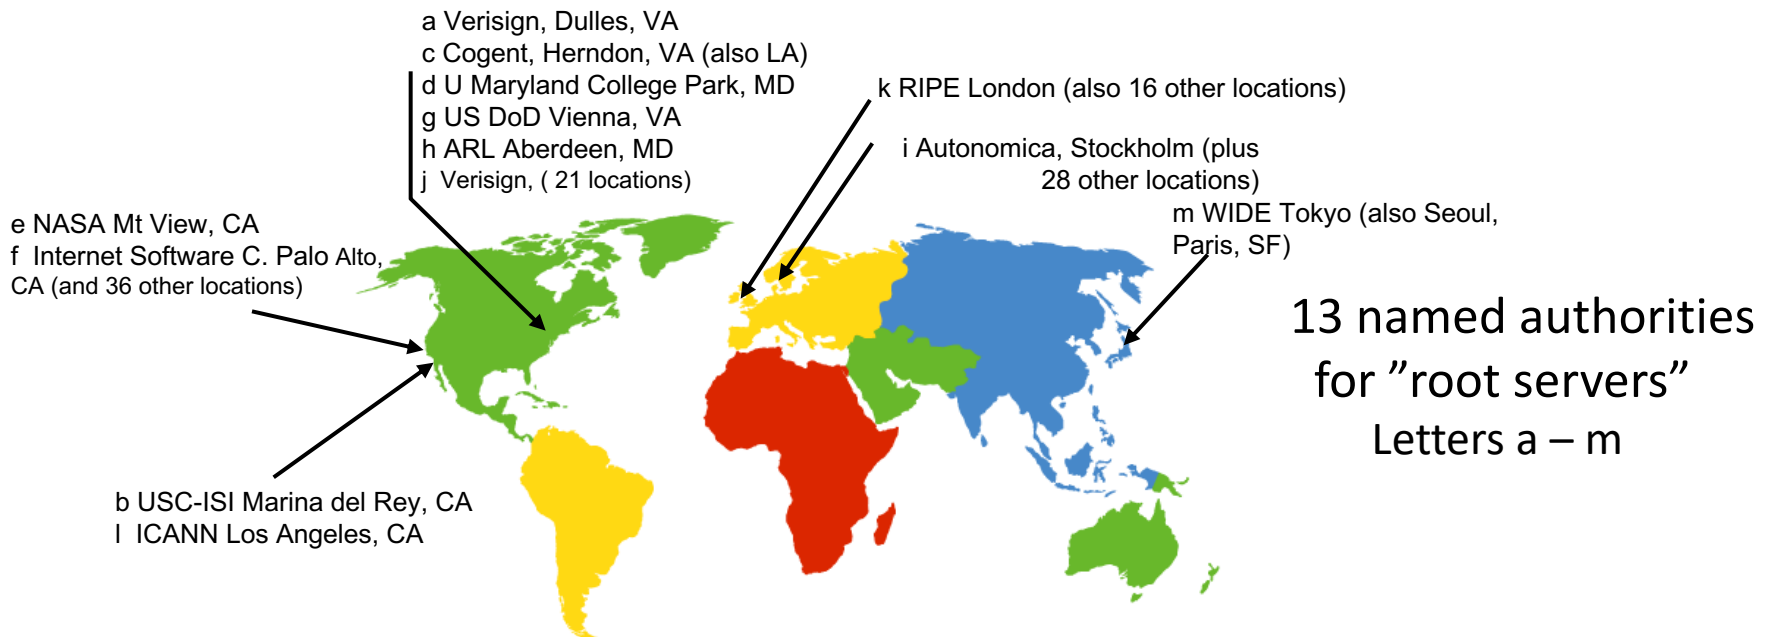 a Verisign, Dulles, VA
c Cogent, Herndon, VA (also LA)
d U Maryland College Park, MD
g US DoD Vienna, VA
h ARL Aberdeen, MD
j Verisign, ( 21 locations)
k RIPE London (also 16 other locations)
i Autonomica, Stockholm (plus
28 other locations)
m WIDE Tokyo (also Seoul,
Paris, SF)
e NASA Mt View, CA
f Internet Software C. Palo Alto,
CA (and 36 other locations)
13 named authorities
for ”root servers”
Letters a – m
b USC-ISI Marina del Rey, CA
l ICANN Los Angeles, CA